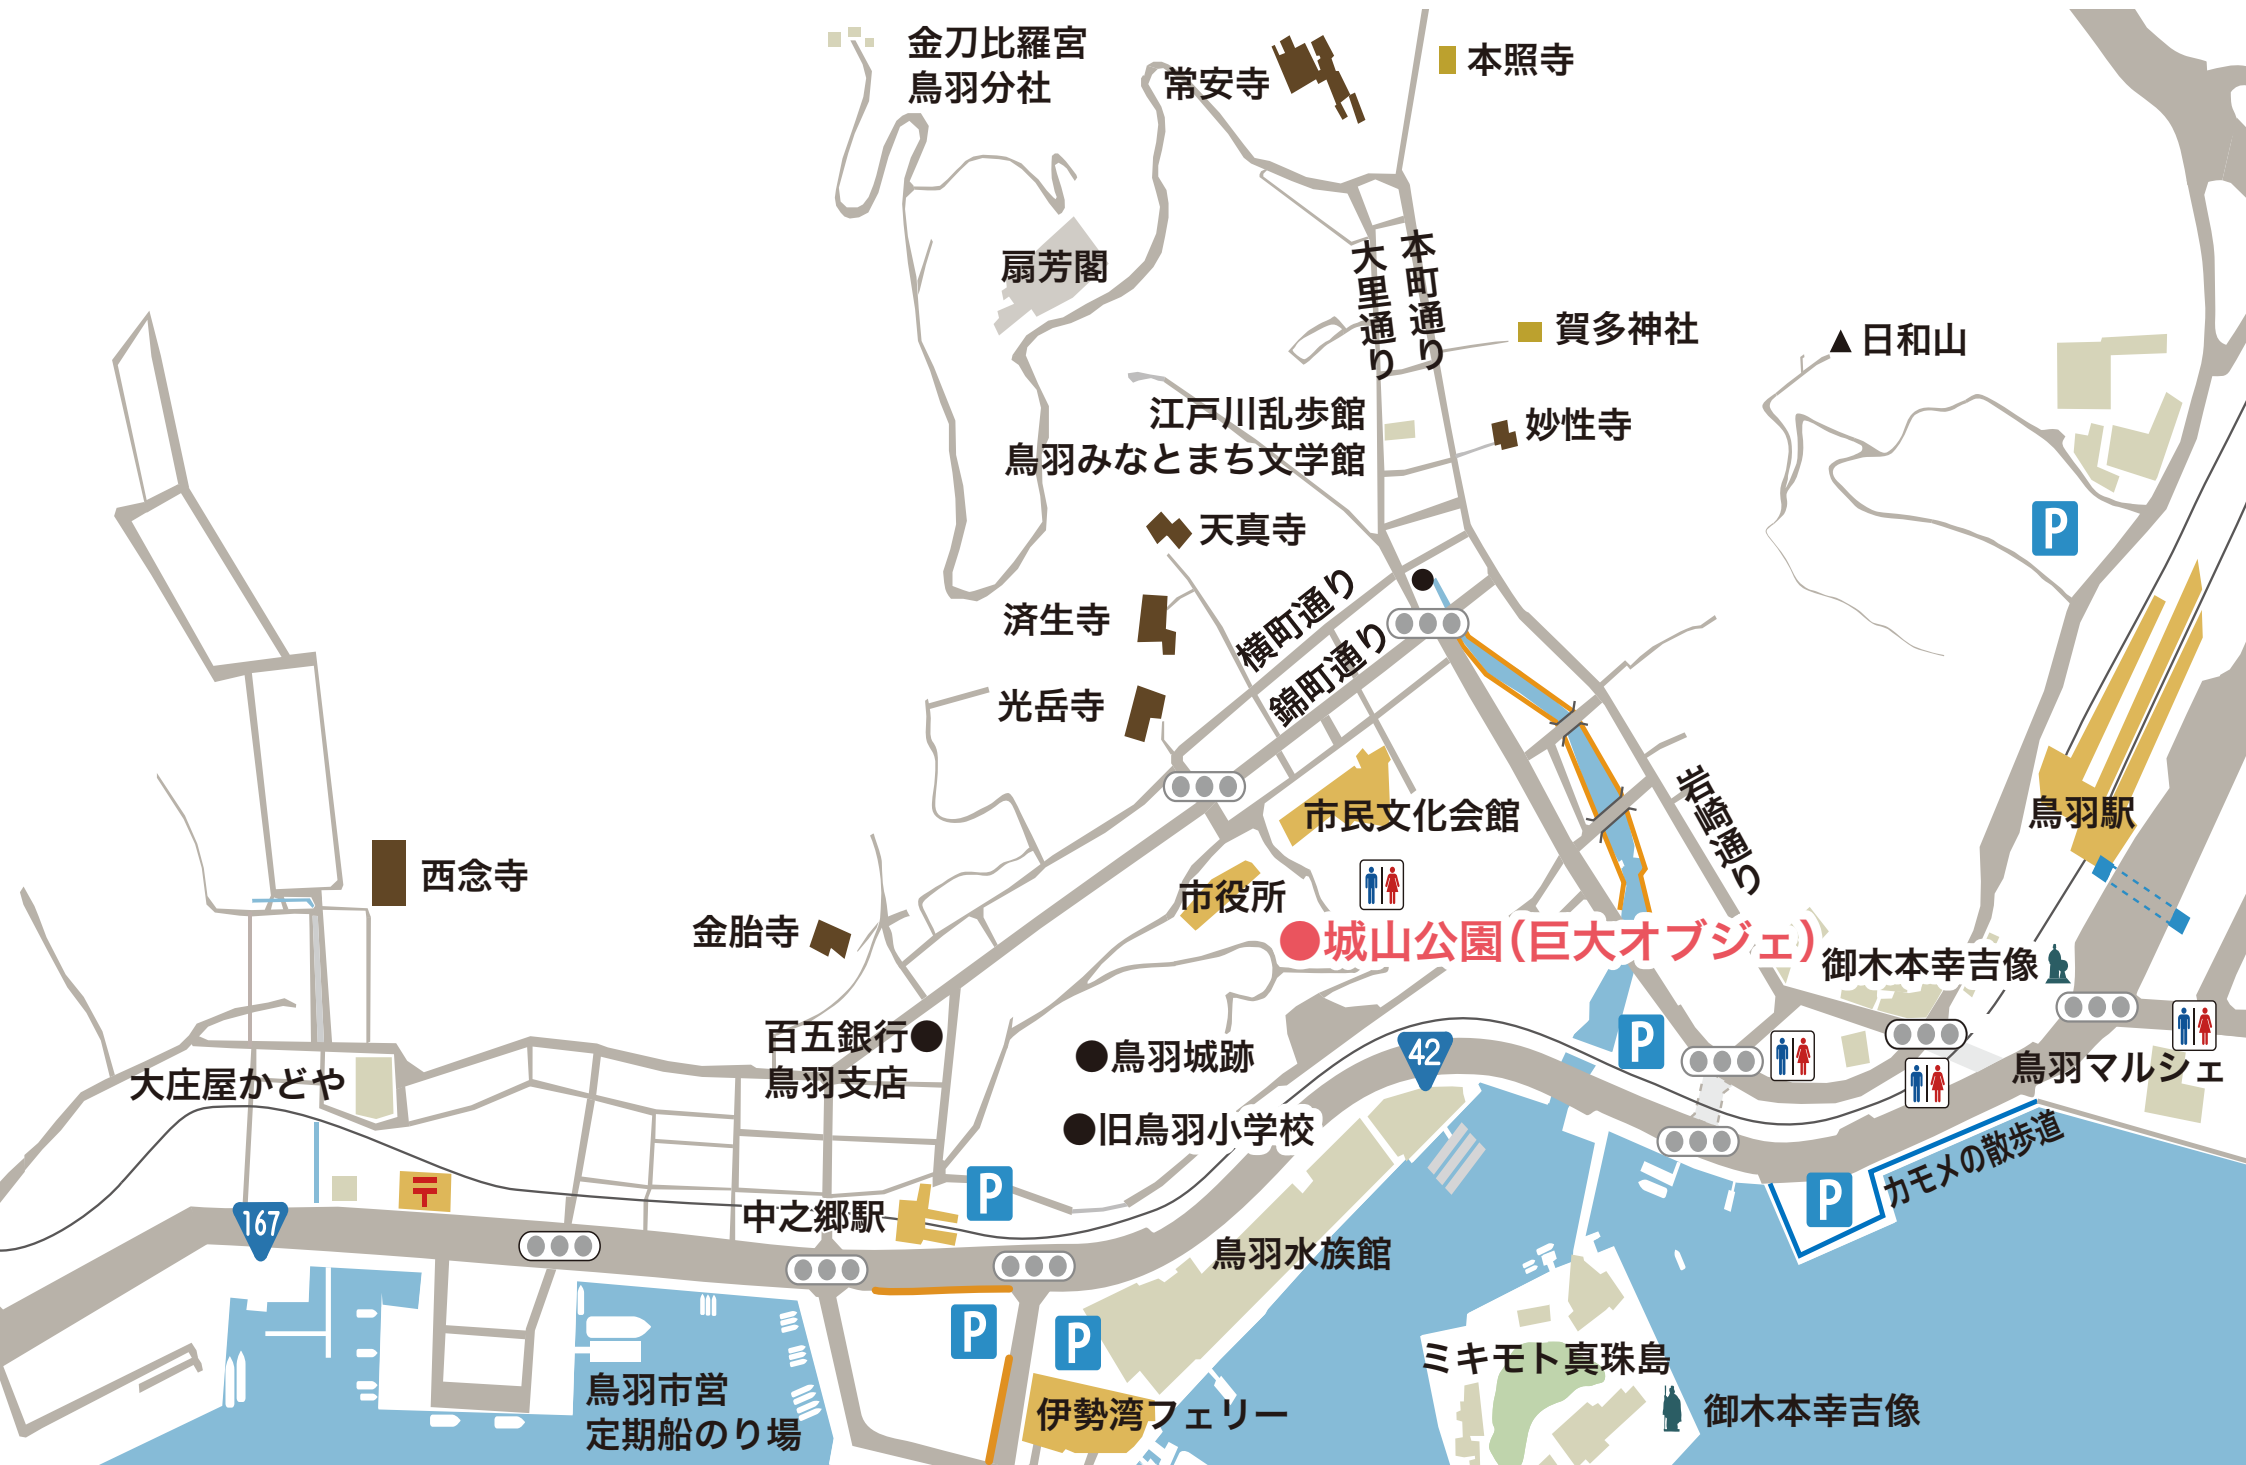 金刀比羅宮
鳥羽分社
常安寺
本照寺
扇芳閣
本町通り
大里通り
賀多神社
日和山
江戸川乱歩館
鳥羽みなとまち文学館
妙性寺
天真寺
P
済生寺
横町通り
錦町通り
光岳寺
岩崎通り
鳥羽駅
市民文化会館
西念寺
市役所
金胎寺
城山公園(巨大オブジェ)
御木本幸吉像
百五銀行
鳥羽支店
鳥羽城跡
42
P
鳥羽マルシェ
大庄屋かどや
旧鳥羽小学校
カモメの散歩道
〒
P
P
167
中之郷駅
鳥羽水族館
P
P
ミキモト真珠島
鳥羽市営
定期船のり場
伊勢湾フェリー
御木本幸吉像